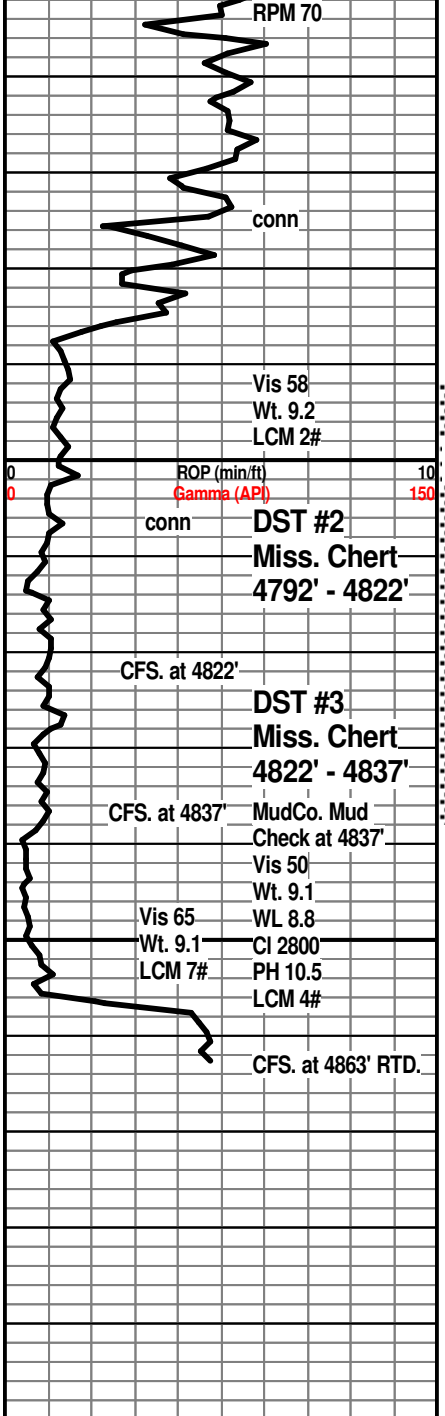 RPM 70
conn
Vis 58
Wt. 9.2
LCM 2#
0 ROP (min/ft) 10
0 Gamma (API) 150
conn
DST #2
Miss. Chert
4792' - 4822'
CFS. at 4822'
DST #3
Miss. Chert
4822' - 4837'
CFS. at 4837'
MudCo. Mud
Check at 4837'
Vis 50
Wt. 9.1
WL 8.8
Cl 2800
PH 10.5
LCM 4#
Vis 65
Wt. 9.1
LCM 7#
CFS. at 4863' RTD.